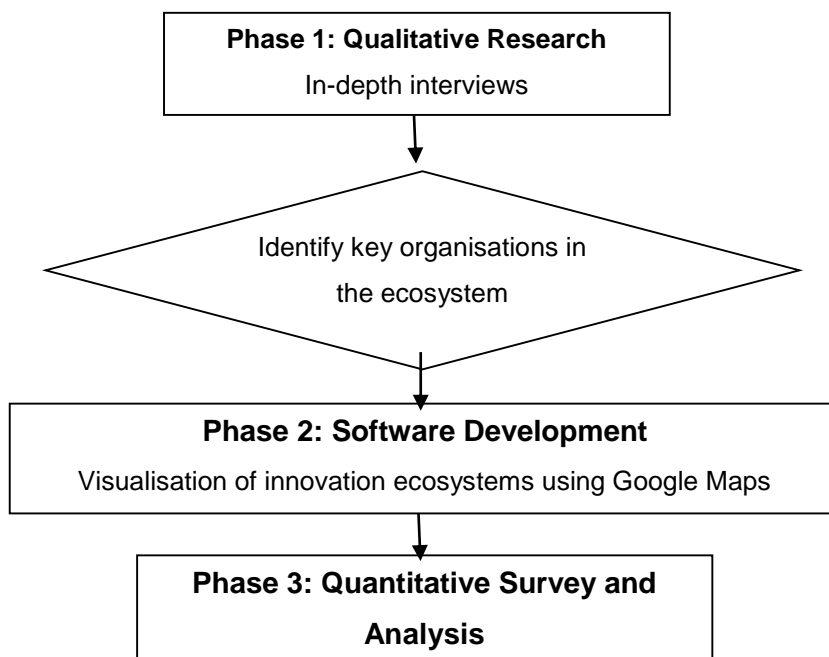 Phase 1: Qualitative Research
In-depth interviews
Identify key organisations in
the ecosystem
Phase 2: Software Development
Visualisation of innovation ecosystems using Google Maps
Phase 3: Quantitative Survey and
Analysis